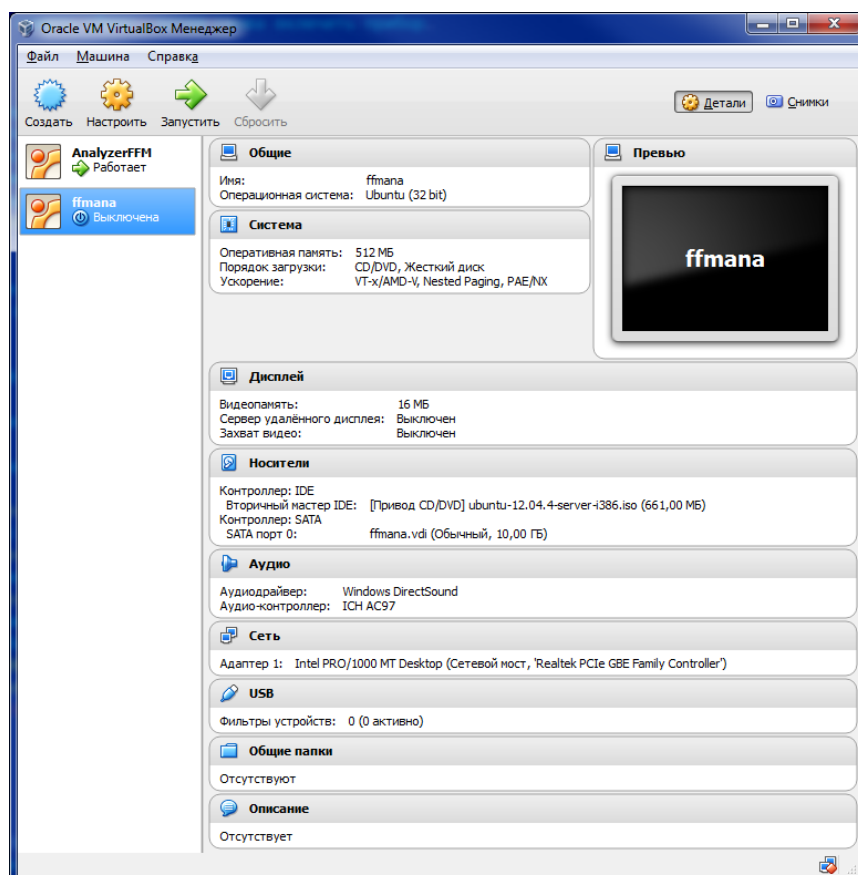 Oracle VM VirtualBox Менеджер
Файл Машина Справка
Создать Настроить Запустить Сбросить
Детали Снимки
AnalyzerFFM
Работает
ffmana
Выключена
Общие
Имя: ffmana
Операционная система: Ubuntu (32 bit)
Система
Оперативная память: 512 МБ
Порядок загрузки: CD/DVD, Жесткий диск
Ускорение: VT-x/AMD-V, Nested Paging, PAE/NX
Превью
ffmana
Дисплей
Видеопамять: 16 МБ
Сервер удалённого дисплея: Выключен
Захват видео: Выключен
Носители
Контроллер: IDE
Вторичный мастер IDE: [Привод CD/DVD] ubuntu-12.04.4-server-i386.iso (661,00 МБ)
Контроллер: SATA
SATA порт 0: ffmana.vdi (Обычный, 10,00 ГБ)
Аудио
Аудиодрайвер: Windows DirectSound
Аудио-контроллер: ICH AC97
Сеть
Адаптер 1: Intel PRO/1000 MT Desktop (Сетевой мост, 'Realtek PCIe GBE Family Controller')
USB
Фильтры устройств: 0 (0 активно)
Общие папки
Отсутствуют
Описание
Отсутствует